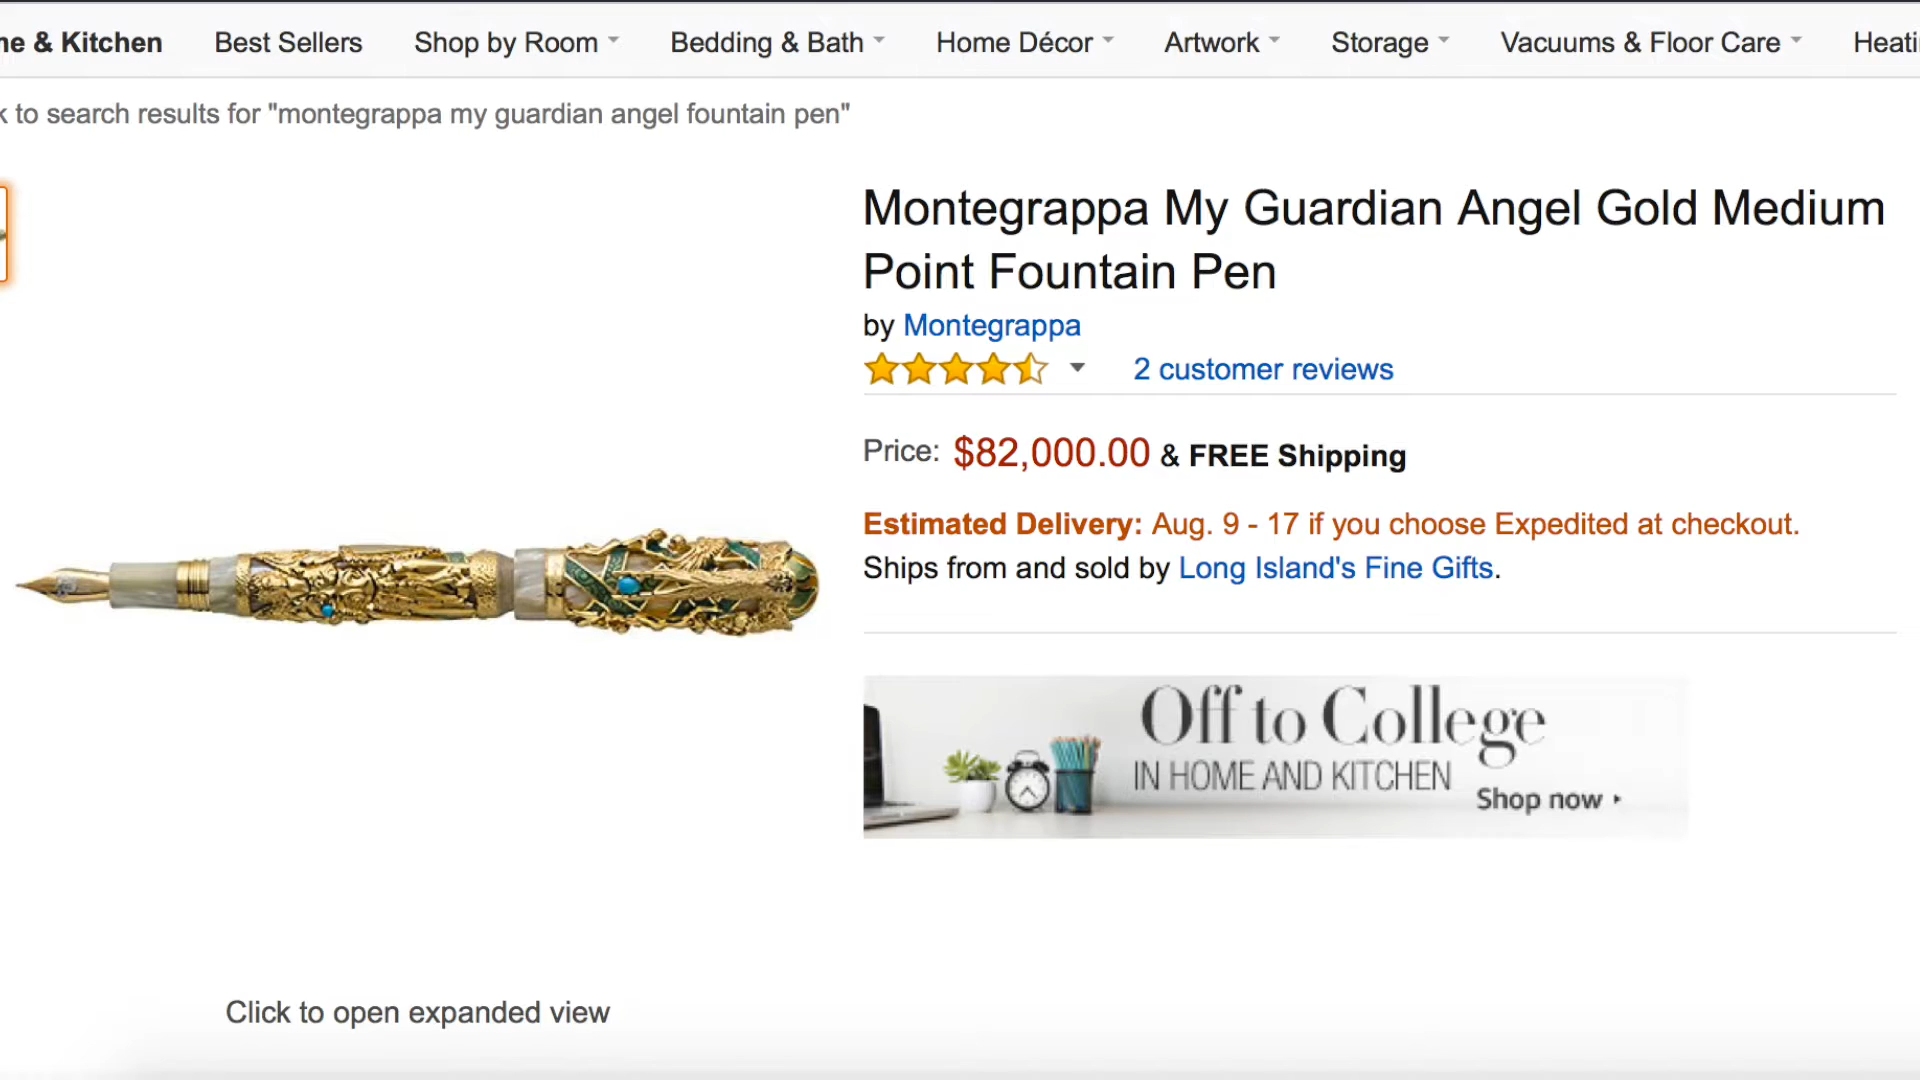 & Kitchen Best Sellers Shop by Room Bedding & Bath Home Décor Artwork Storage Vacuums & Floor Care
to search results for "montegrappa my guardian angel fountain pen"
Montegrappa My Guardian Angel Gold Medium
Point Fountain Pen
by Montegrappa
2 customer reviews
Price: $82,000.00 & FREE Shipping
Estimated Delivery: Aug. 9 - 17 if you choose Expedited at checkout.
Ships from and sold by Long Island's Fine Gifts.
Off to College
IN HOME AND KITCHEN
Shop now
Click to open expanded view